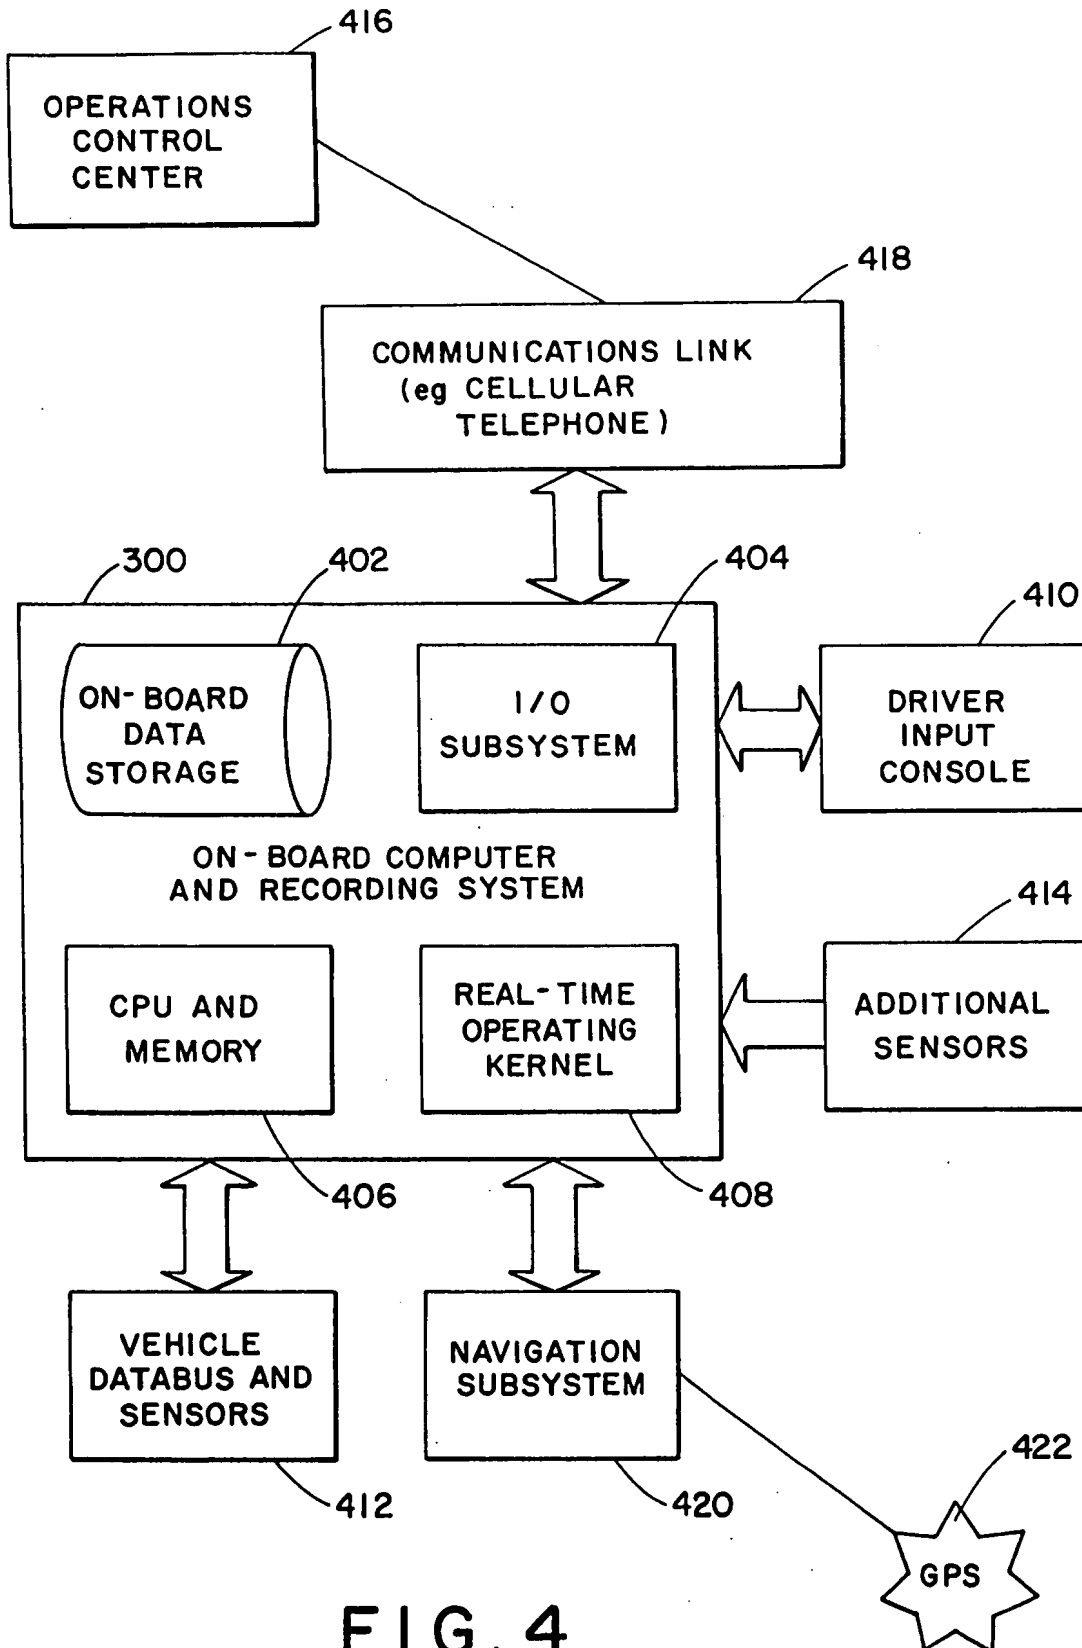 416
OPERATIONS
CONTROL
CENTER
418
COMMUNICATIONS LINK
(eg CELLULAR
TELEPHONE)
300
402
404
410
ON-BOARD
DATA
STORAGE
I/O
SUBSYSTEM
DRIVER
INPUT
CONSOLE
ON-BOARD COMPUTER
AND RECORDING SYSTEM
414
CPU AND
MEMORY
REAL-TIME
OPERATING
KERNEL
ADDITIONAL
SENSORS
406
408
VEHICLE
DATABUS AND
SENSORS
NAVIGATION
SUBSYSTEM
412
420
422
GPS
FIG. 4